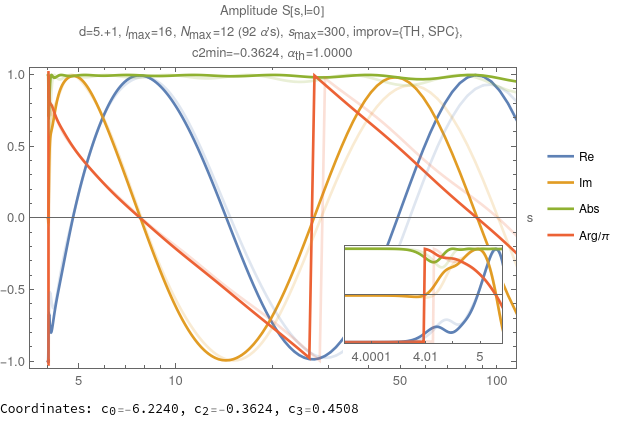 Amplitude S[s,l=0]
d=5.+1, lmax=16, Nmax=12 (92 α's), smax=300, improv={TH, SPC},
c2min=−0.3624, αth=1.0000
1.0
0.5
0.0
−0.5
−1.0
5
10
50
100
s
4.0001
4.01
5
Re
Im
Abs
Arg/π
Coordinates: c0=−6.2240, c2=−0.3624, c3=0.4508